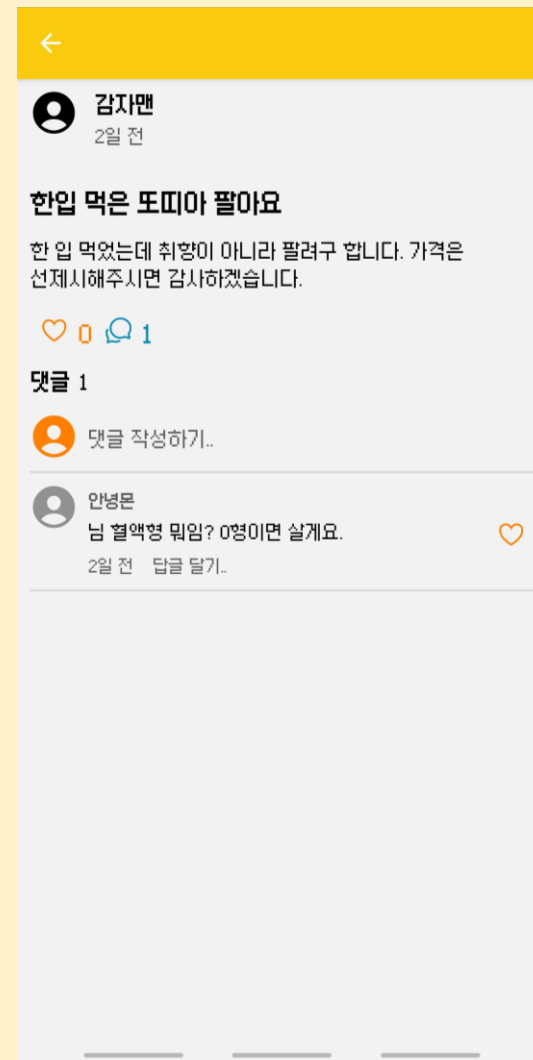 감자맨
2일 전
한입 먹은 또띠아 팔아요
한 입 먹었는데 취향이 아니라 팔려구 합니다. 가격은
선제시해주시면 감사하겠습니다.
0 1
댓글 1
댓글 작성하기..
안녕몬
님 혈액형 뭐임? O형이면 살게요.
2일 전 답글 달기..